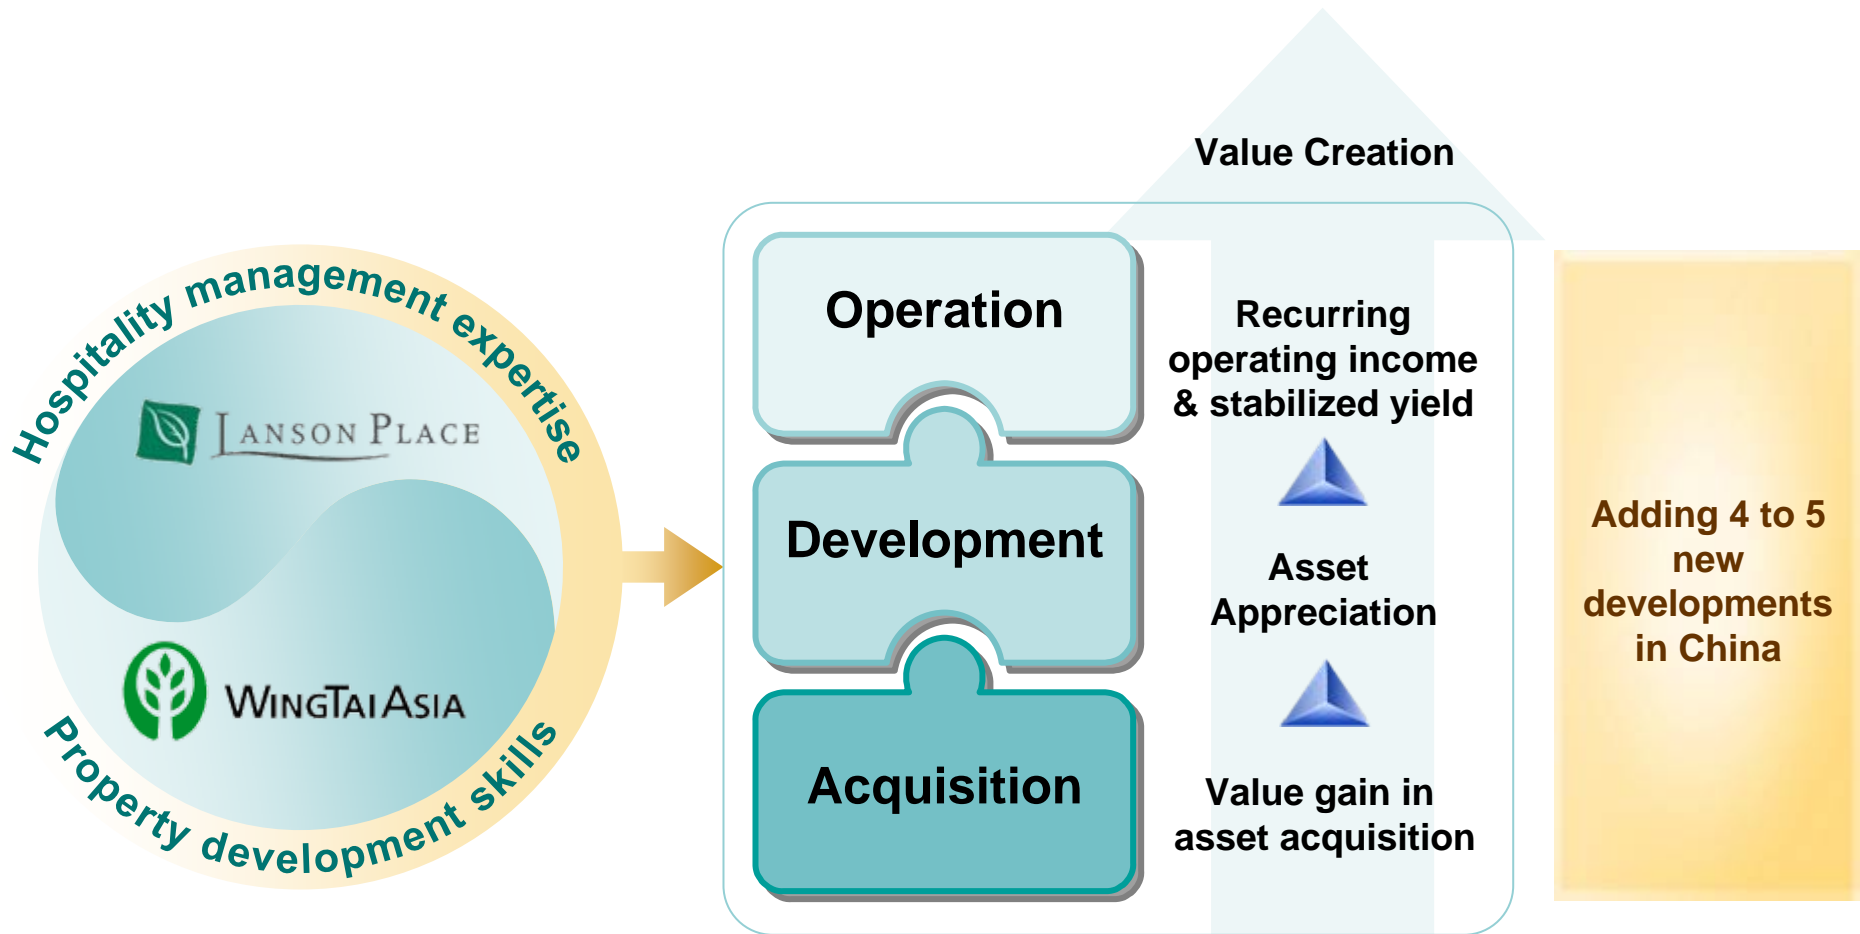 Hospitality management expertise
LANSON PLACE
WINGTAI ASIA
Property development skills
Value Creation
Operation
Recurring
operating income
& stabilized yield
Development
Asset
Appreciation
Acquisition
Value gain in
asset acquisition
Adding 4 to 5
new
developments
in China